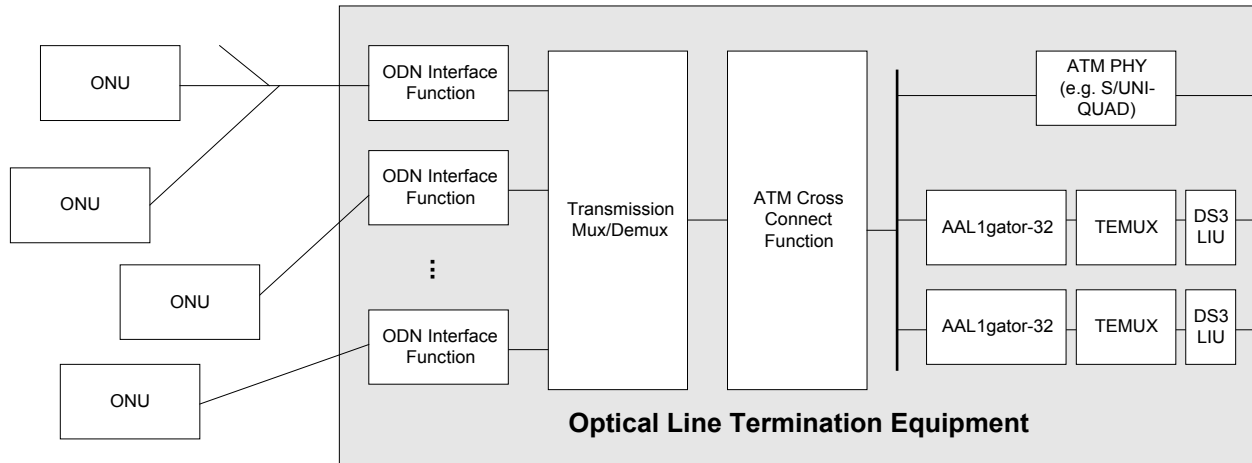 ONU
ONU
ONU
ONU
ODN Interface
Function
ODN Interface
Function
...
ODN Interface
Function
Transmission
Mux/Demux
ATM Cross
Connect
Function
ATM PHY
(e.g. S/UNI-
QUAD)
AAL1gator-32
TEMUX
DS3
LIU
AAL1gator-32
TEMUX
DS3
LIU
Optical Line Termination Equipment